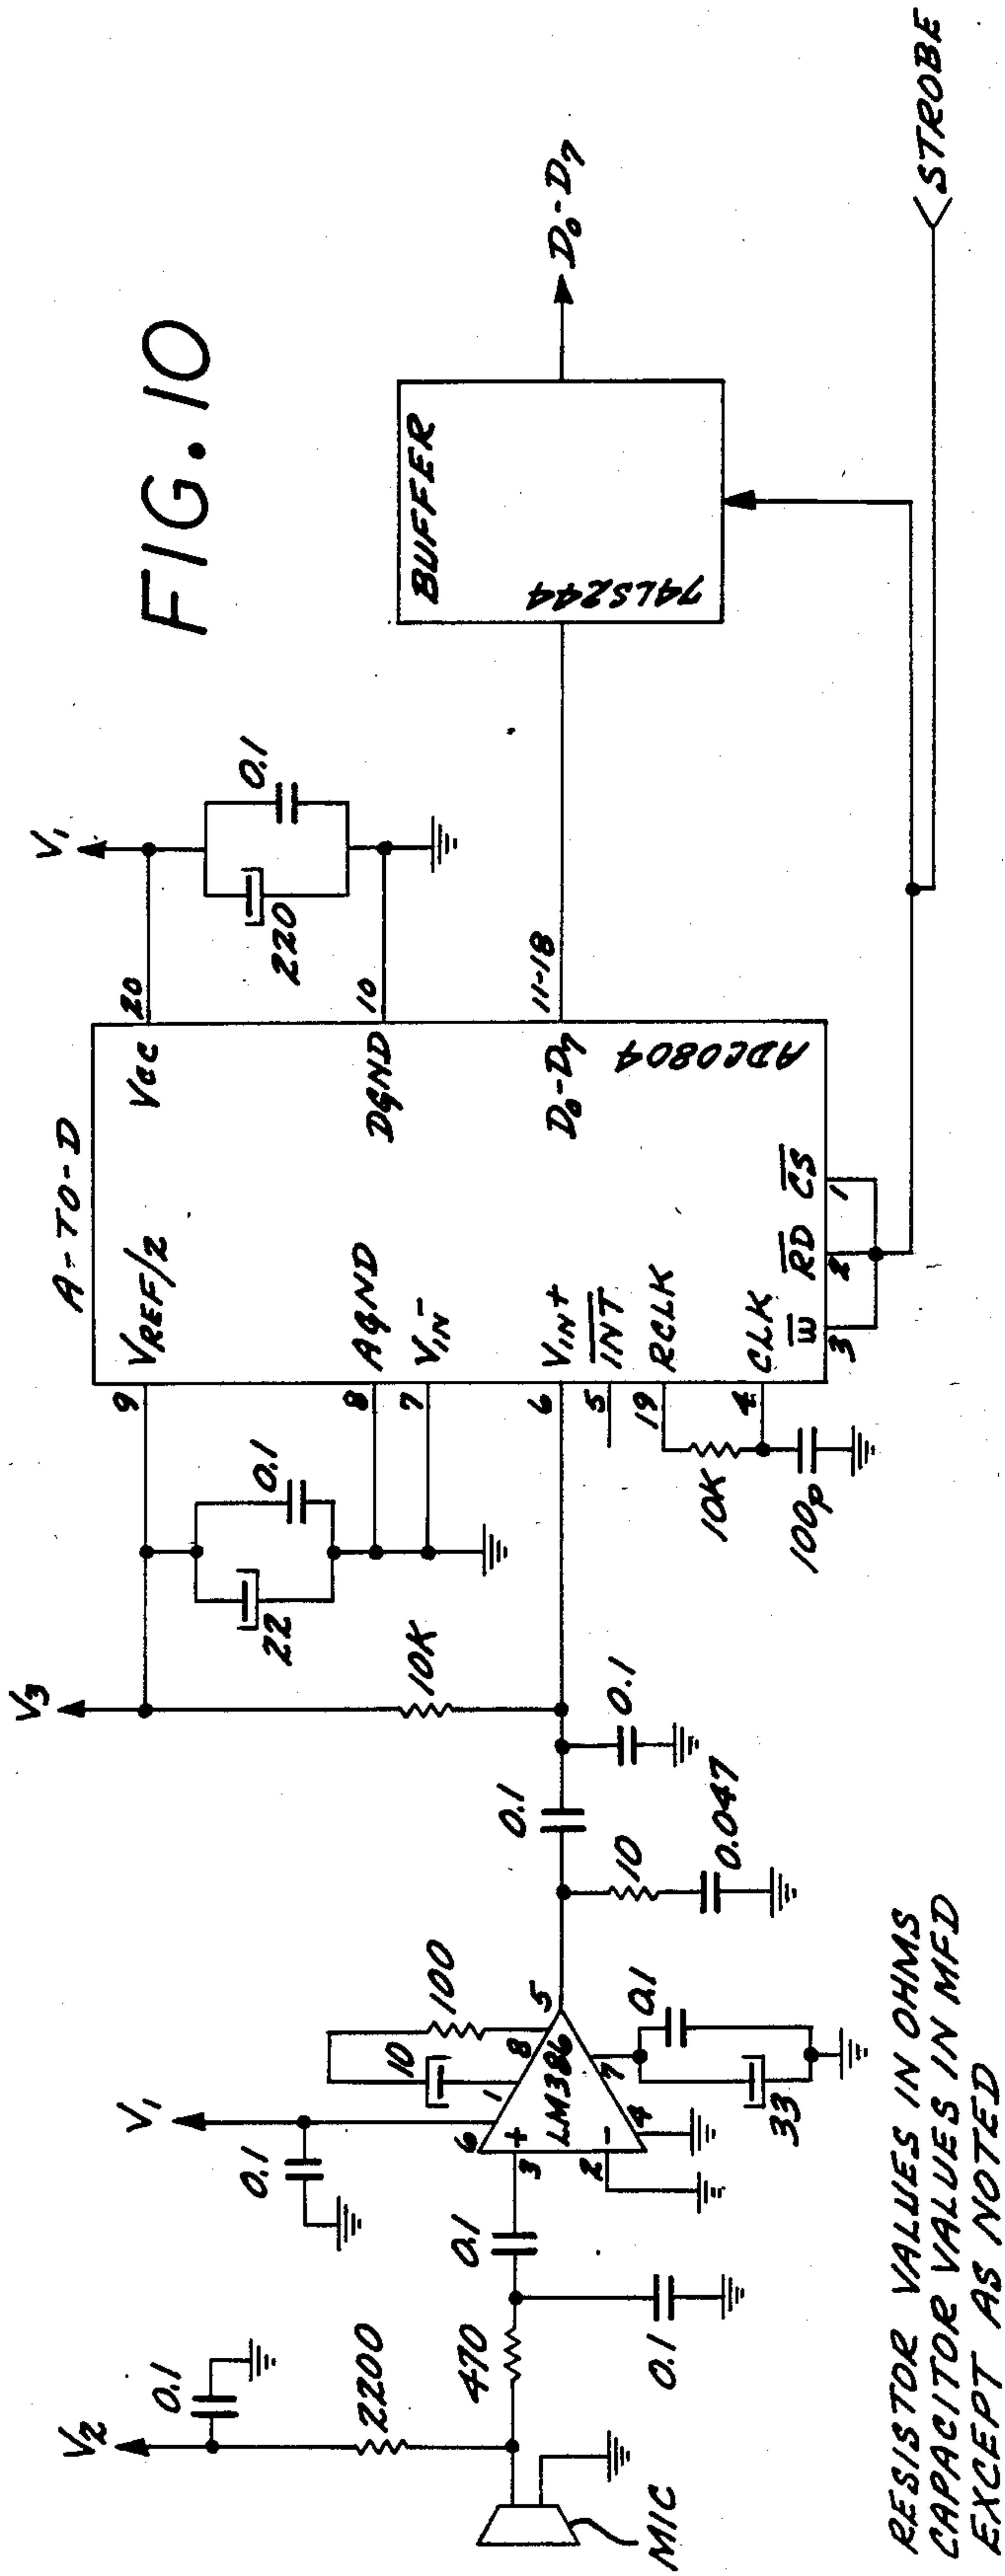 FIG. 10
V2
0.1
2200
MIC
470
0.1
0.1
V1
0.1
6
1
10
8
100
3
+
LM386
5
2
-
4
7
0.1
33
10
0.047
0.1
0.1
V3
10K
22
0.1
A-TO-D
9
VREF/2
VCC
20
8
AGND
DGND
10
7
VIN-
6
VIN+
D0-D7
11-18
5
INT
19
RCLK
ADC0804
4
CLK
W
RD
CS
3
2
1
10K
100p
V1
220
0.1
BUFFER
74LS244
D0-D7
STROBE
RESISTOR VALUES IN OHMS
CAPACITOR VALUES IN MFD
EXCEPT AS NOTED